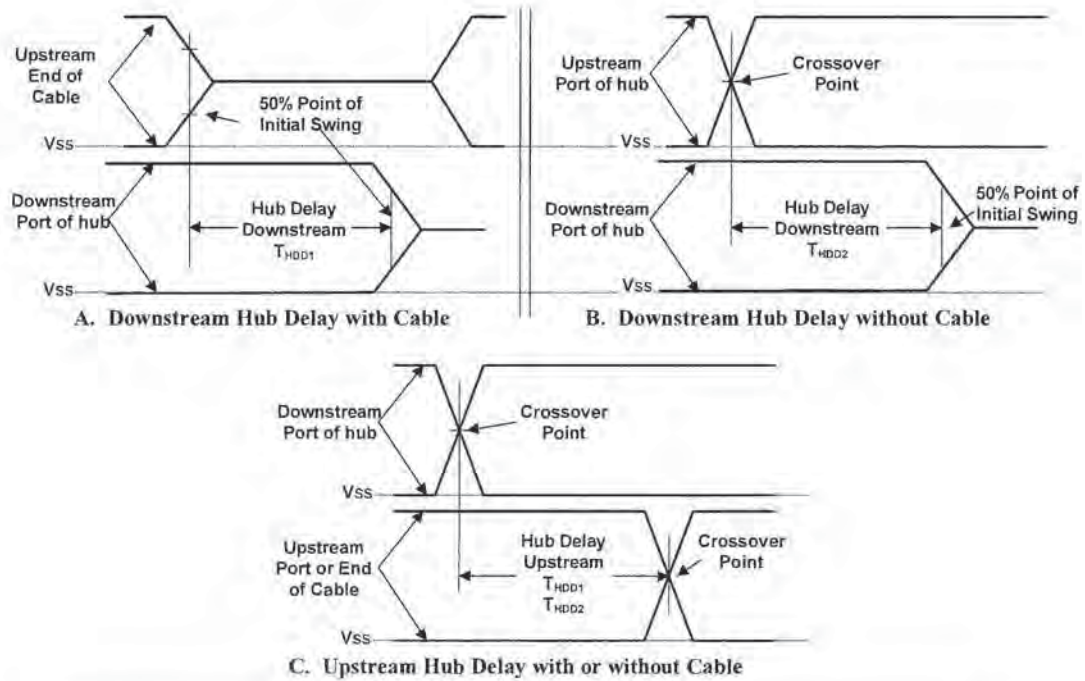 Upstream
End of
Cable
50% Point of
Initial Swing
Vss
Downstream
Port of hub
Hub Delay
Downstream
THDD1
Vss
A. Downstream Hub Delay with Cable
Upstream
Port of hub
Crossover
Point
Vss
Downstream
Port of hub
Hub Delay
Downstream
THDD2
50% Point of
Initial Swing
Vss
B. Downstream Hub Delay without Cable
Downstream
Port of hub
Crossover
Point
Vss
Upstream
Port or End
of Cable
Hub Delay
Upstream
THDD1
THDD2
Crossover
Point
Vss
C. Upstream Hub Delay with or without Cable